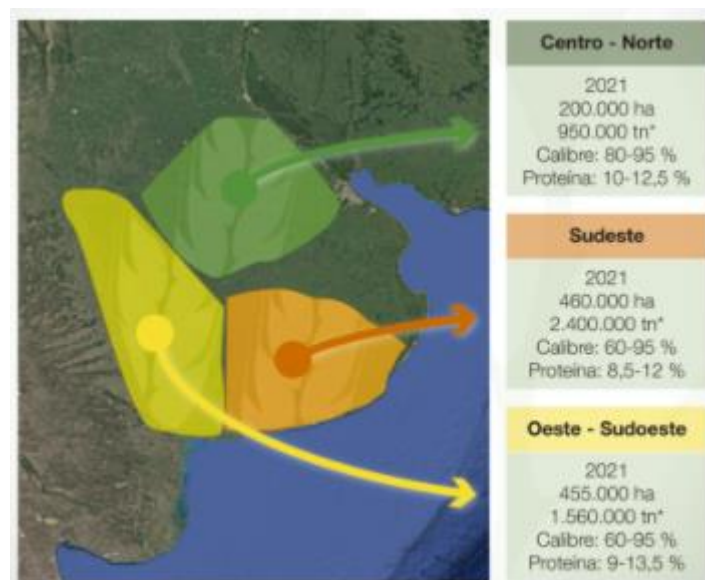 Centro - Norte
2021
200.000 ha
950.000 tn*
Calibre: 80-95 %
Proteína: 10-12,5 %
Sudeste
2021
460.000 ha
2.400.000 tn*
Calibre: 60-95 %
Proteína: 8,5-12 %
Oeste - Sudoeste
2021
455.000 ha
1.560.000 tn*
Calibre: 60-95 %
Proteína: 9-13,5 %